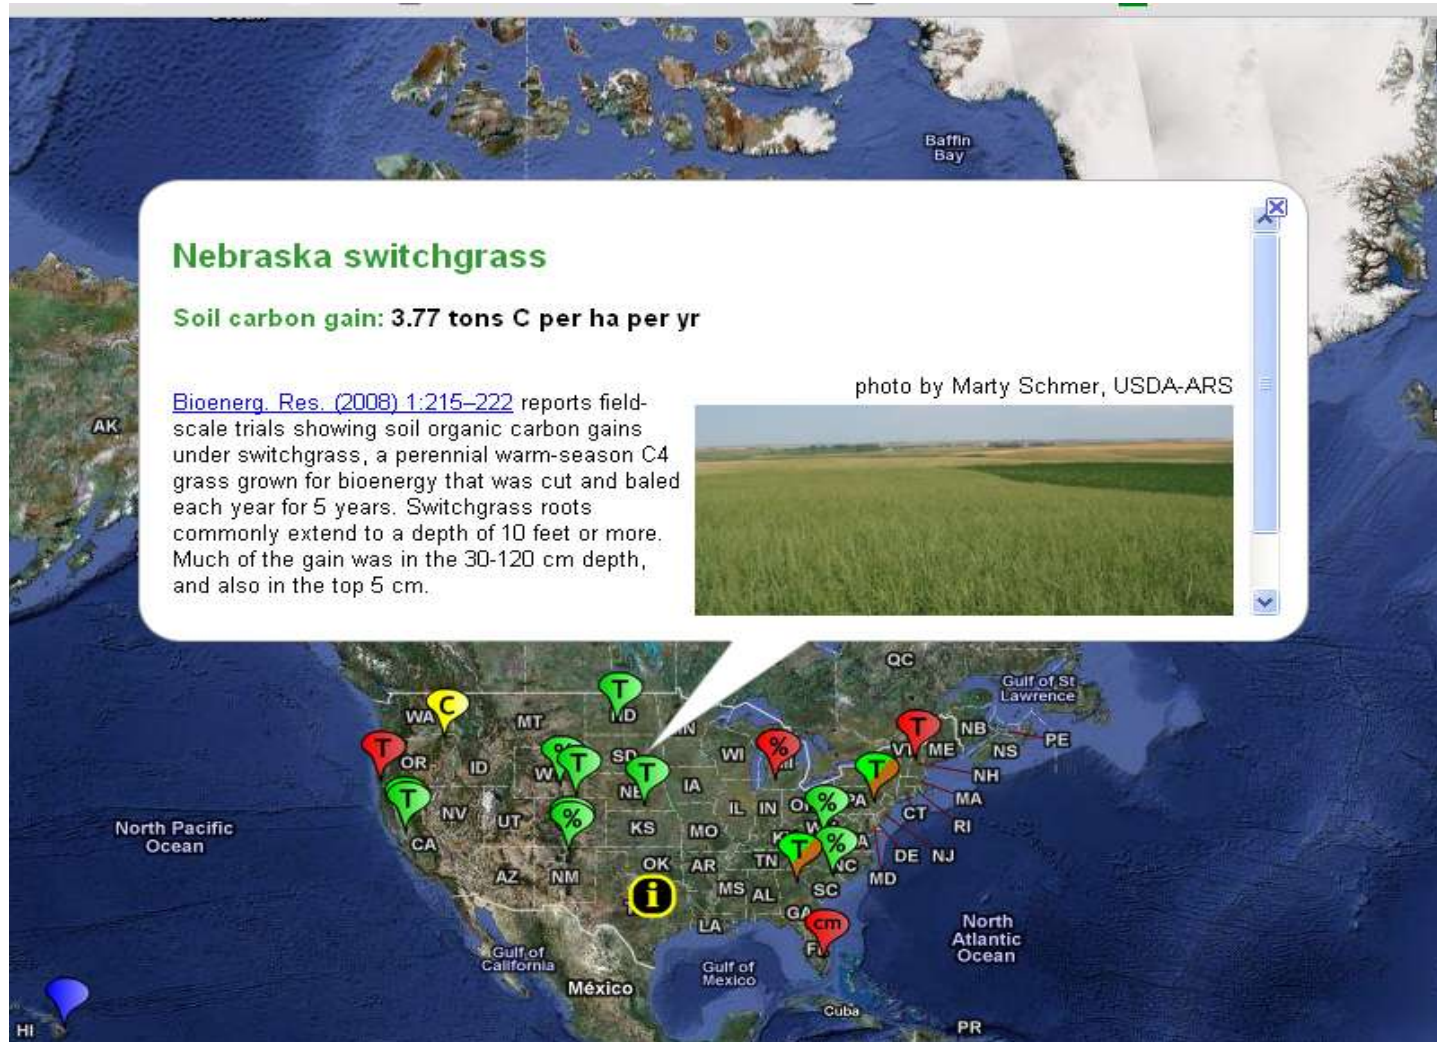 Baffin
Bay
Nebraska switchgrass
Soil carbon gain: 3.77 tons C per ha per yr
photo by Marty Schmer, USDA-ARS
Bioenerg. Res. (2008) 1:215–222 reports field-
scale trials showing soil organic carbon gains
under switchgrass, a perennial warm-season C4
grass grown for bioenergy that was cut and baled
each year for 5 years. Switchgrass roots
commonly extend to a depth of 10 feet or more.
Much of the gain was in the 30-120 cm depth,
and also in the top 5 cm.
AK
QC
Gulf of St
Lawrence
T
C
WA
MT
ND
T
NB
PE
T
OR
ID
%
T
SD
T
NE
WI
%
VT
ME
NS
NH
T
PA
MA
IA
IL
IN
%
CT
RI
T
NV
UT
%
KS
MO
CA
North Pacific
Ocean
T
%
NC
DE
NJ
MD
TN
OK
AR
AZ
NM
i
MS
AL
SC
GA
LA
cm
North
Atlantic
Ocean
Gulf of
California
Gulf of
Mexico
México
Cuba
HI
PR